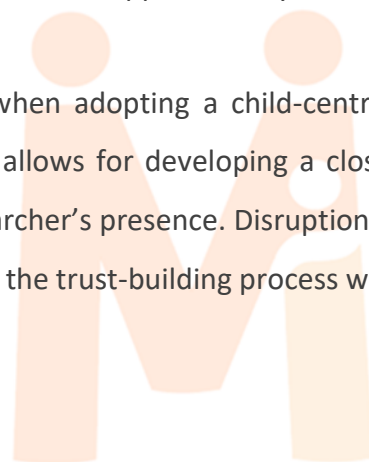 when adopting a child-centr
allows for developing a clos
archer's presence. Disruption
the trust-building process w